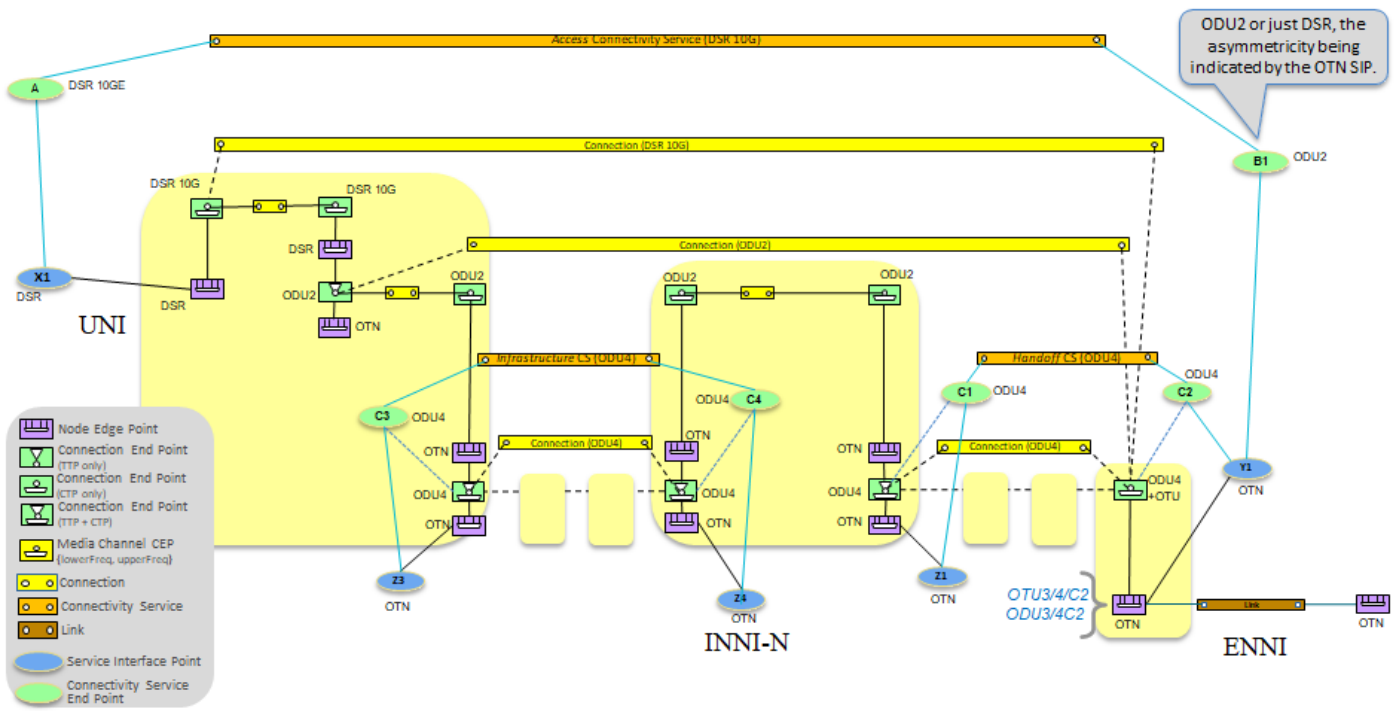 ODU2 or just DSR, the
asymmetricity being
indicated by the OTN SIP.
Access Connectivity Service (DSR 10G)
A
DSR 10GE
Connection (DSR 10G)
B1
ODU2
DSR 10G
DSR 10G
DSR
Connection (ODU2)
X1
DSR
DSR
UNI
ODU2
OTN
ODU2
ODU2
ODU2
Infrastructure CS (ODU4)
Handoff CS (ODU4)
C3
ODU4
C4
ODU4
C1
ODU4
C2
ODU4
Connection (ODU4)
Connection (ODU4)
OTN
OTN
OTN
Y1
OTN
ODU4
ODU4
ODU4
ODU4
+OTU
OTN
OTN
OTN
Z3
OTN
Z4
OTN
Z1
OTN
INNI-N
OTU3/4/C2
ODU3/4C2
OTN
Link
OTN
ENNI
Node Edge Point
Connection End Point
(TTP only)
Connection End Point
(CTP only)
Connection End Point
(TTP + CTP)
Media Channel CEP
{lowerFreq, upperFreq}
Connection
Connectivity Service
Link
Service Interface Point
Connectivity Service
End Point